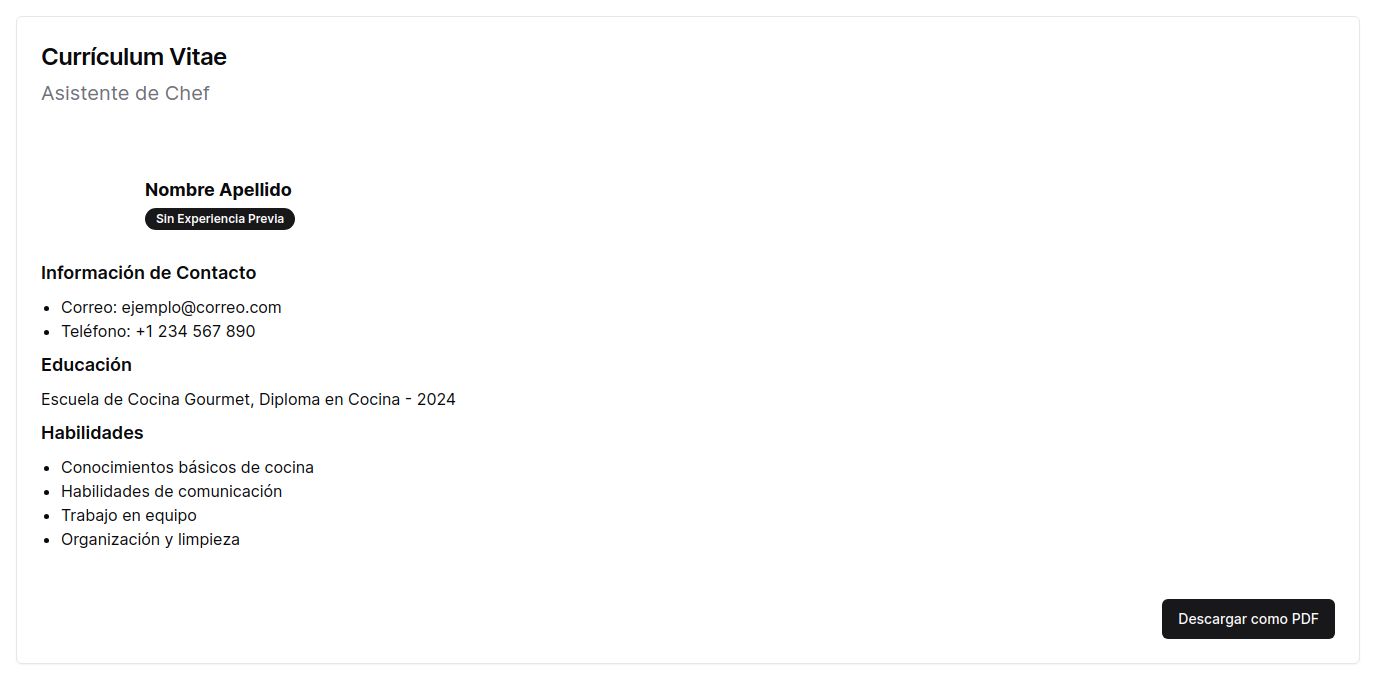 Currículum Vitae
Asistente de Chef
Nombre Apellido
Sin Experiencia Previa
Información de Contacto
Correo: ejemplo@correo.com
Teléfono: +1 234 567 890
Educación
Escuela de Cocina Gourmet, Diploma en Cocina - 2024
Habilidades
Conocimientos básicos de cocina
Habilidades de comunicación
Trabajo en equipo
Organización y limpieza
Descargar como PDF